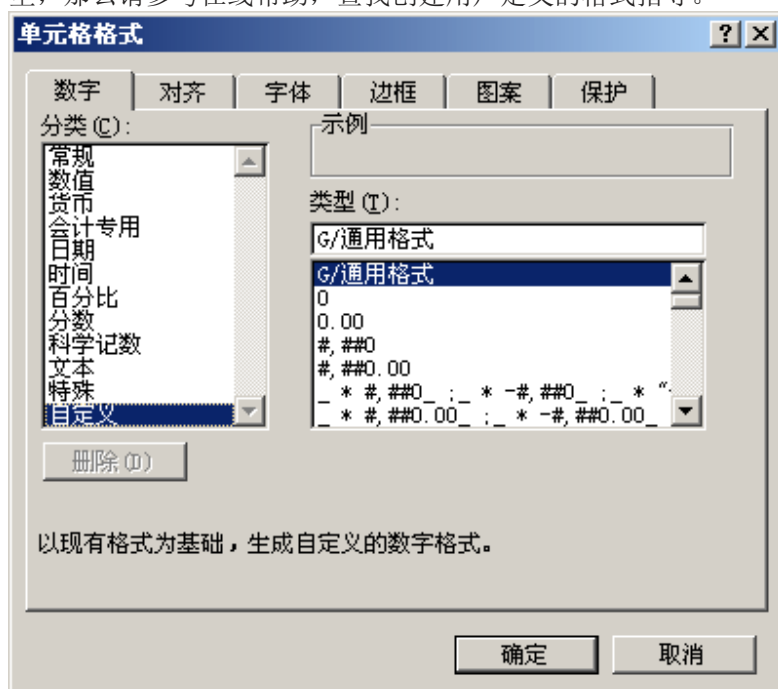 型，那么请参考在线帮助，查找创建用户定义的格式指导。
单元格格式
数字 对齐 字体 边框 图案 保护
分类(C):
常规
数值
货币
会计专用
日期
时间
百分比
分数
科学记数
文本
特殊
自定义
示例
类型(T):
G/通用格式
G/通用格式
0
0.00
#,##0
#,##0.00
_ * #,##0_ ;_ * -#,##0_ ;_ * "
_ * #,##0.00_ ;_ * -#,##0.00_
删除(D)
以现有格式为基础，生成自定义的数字格式。
确定 取消